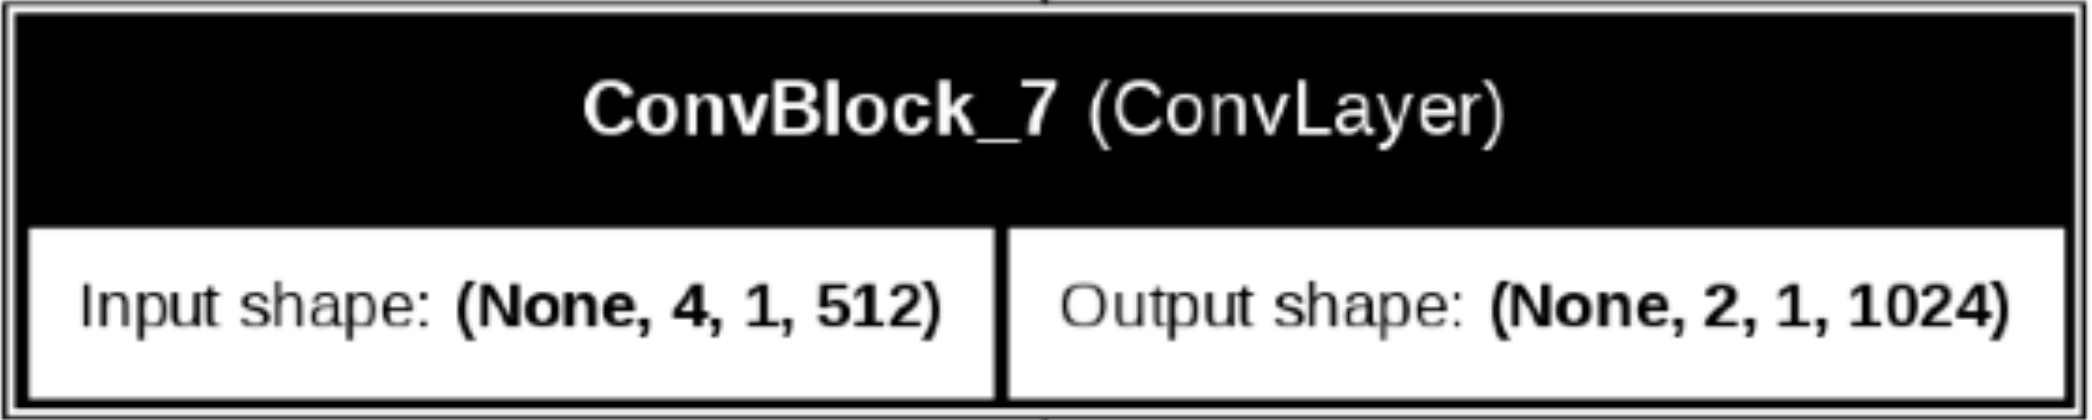 ConvBlock_7 (ConvLayer)
Input shape: (None, 4, 1, 512)
Output shape: (None, 2, 1, 1024)